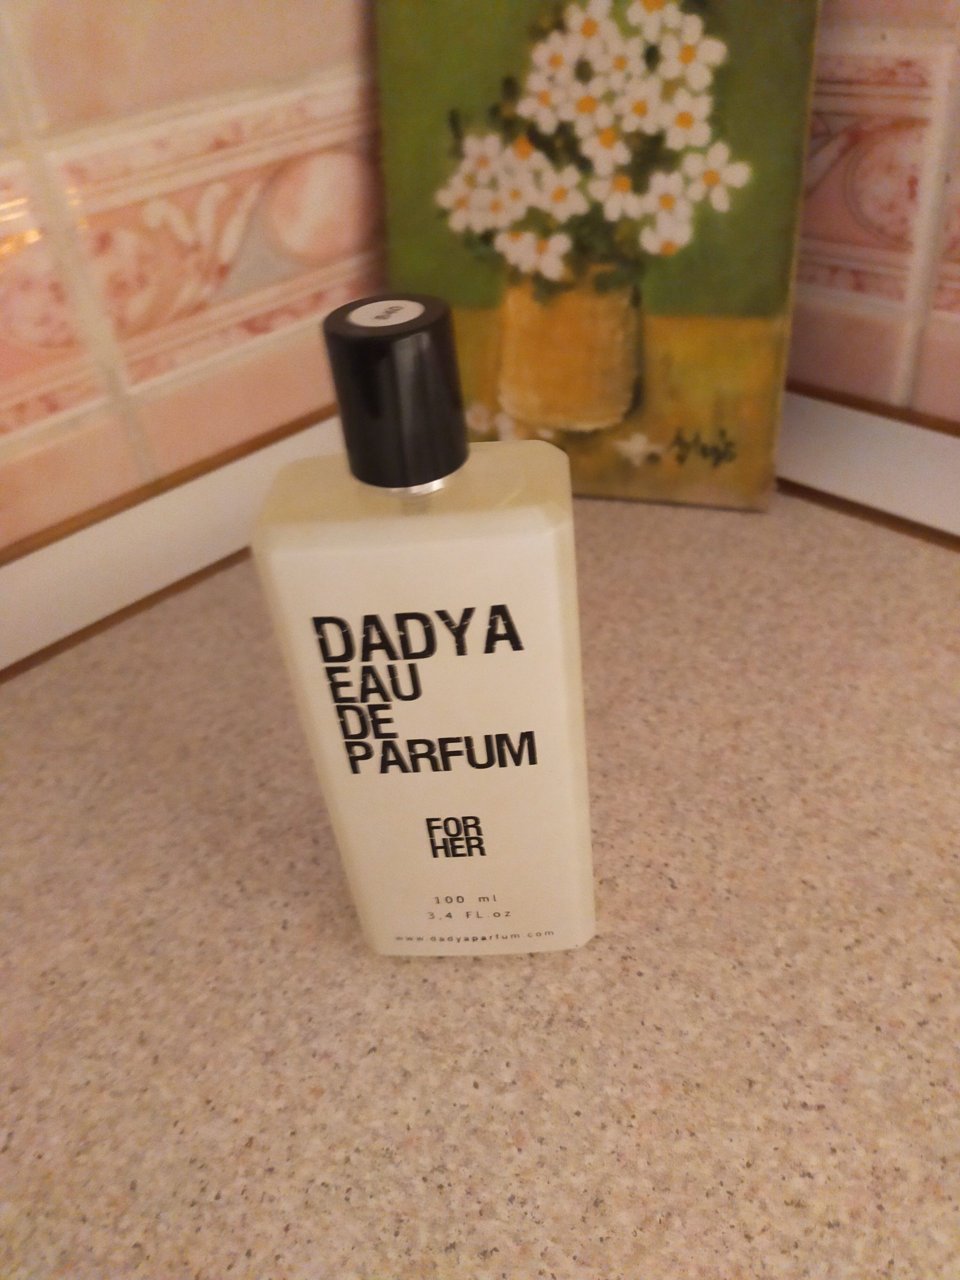 DADYA
EAU
DE
PARFUM
FOR
HER
100 ml
3,4 FL.oz
www.dadyaparfum.com